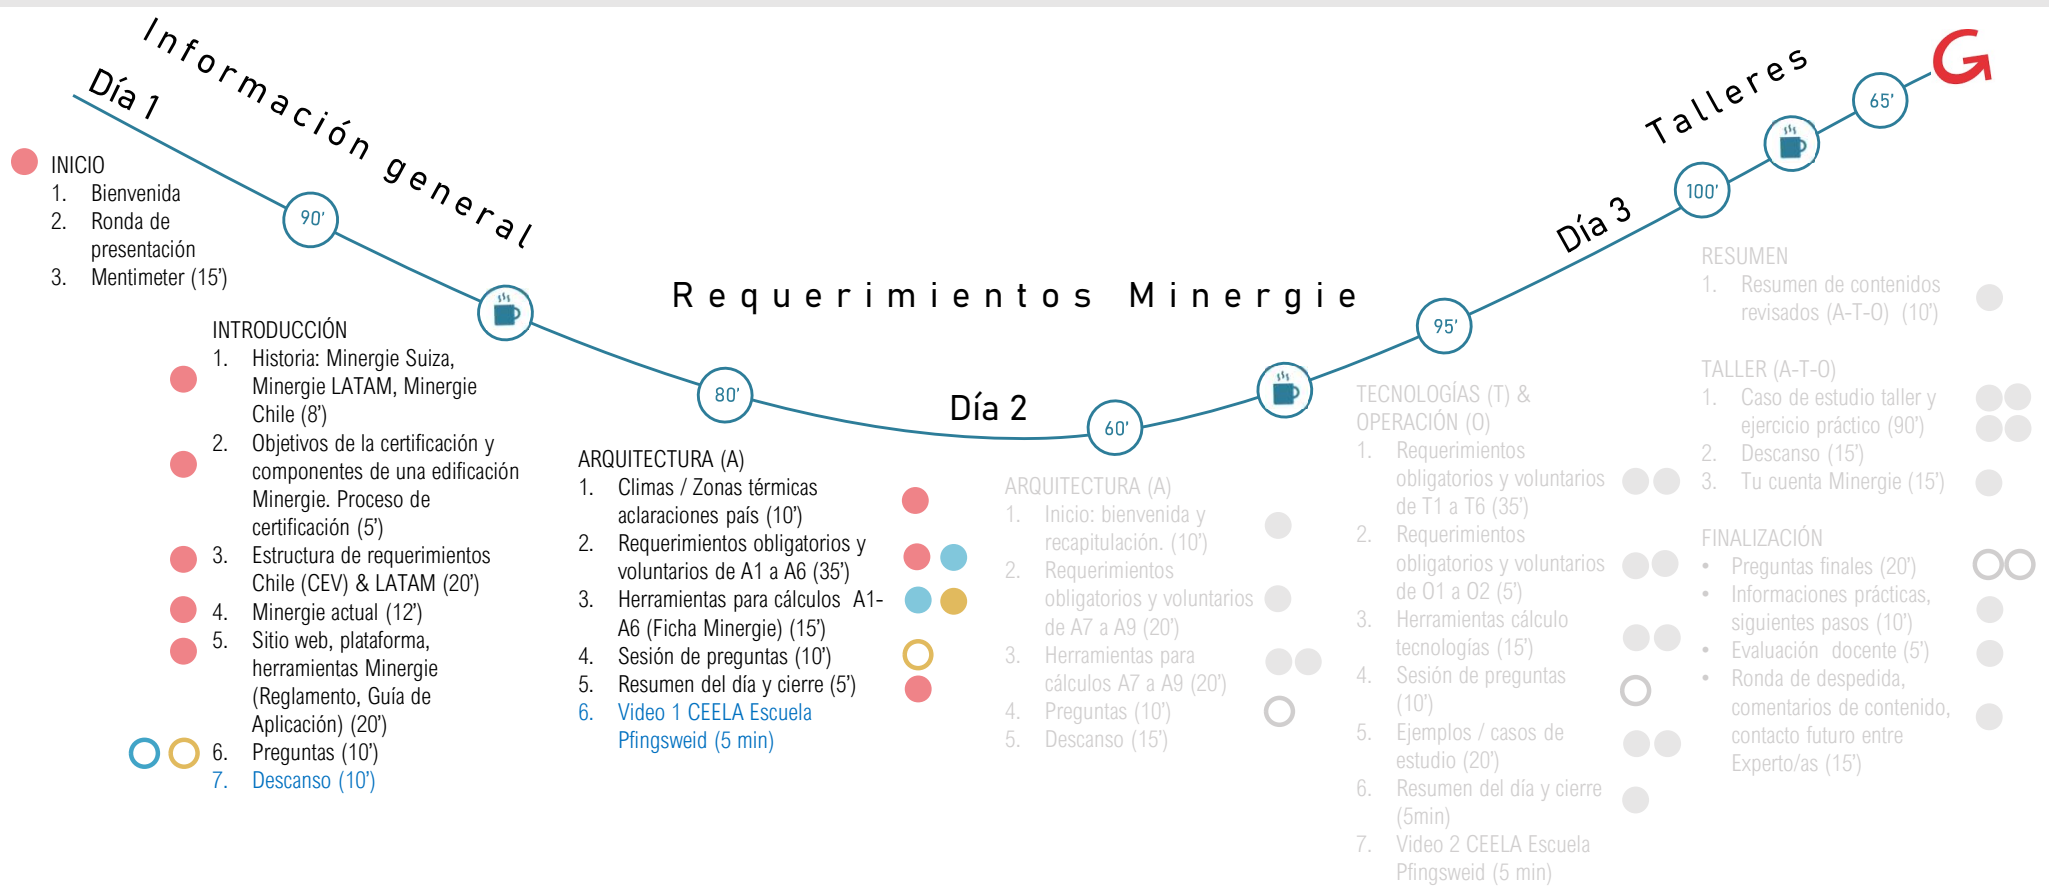 Información general
Día 1
INICIO
1. Bienvenida
2. Ronda de
presentación
3. Mentimeter (15')
90'
INTRODUCCIÓN
1. Historia: Minergie Suiza,
Minergie LATAM, Minergie
Chile (8')
2. Objetivos de la certificación y
componentes de una edificación
Minergie. Proceso de
certificación (5')
3. Estructura de requerimientos
Chile (CEV) & LATAM (20')
4. Minergie actual (12')
5. Sitio web, plataforma,
herramientas Minergie
(Reglamento, Guía de
Aplicación) (20')
6. Preguntas (10')
7. Descanso (10')
Requerimientos Minergie
80'
ARQUITECTURA (A)
1. Climas / Zonas térmicas
aclaraciones país (10')
2. Requerimientos obligatorios y
voluntarios de A1 a A6 (35')
3. Herramientas para cálculos A1-
A6 (Ficha Minergie) (15')
4. Sesión de preguntas (10')
5. Resumen del día y cierre (5')
6. Video 1 CEELA Escuela
Pfingsweid (5 min)
Día 2
60'
ARQUITECTURA (A)
1. Inicio: bienvenida y
recapitulación. (10')
2. Requerimientos
obligatorios y voluntarios
de A7 a A9 (20')
3. Herramientas para
cálculos A7 a A9 (20')
4. Preguntas (10')
5. Descanso (15')
95'
TECNOLOGÍAS (T) &
OPERACIÓN (O)
1. Requerimientos
obligatorios y voluntarios
de T1 a T6 (35')
2. Requerimientos
obligatorios y voluntarios
de O1 a O2 (5')
3. Herramientas cálculo
tecnologías (15')
4. Sesión de preguntas
(10')
5. Ejemplos / casos de
estudio (20')
6. Resumen del día y cierre
(5min)
7. Video 2 CEELA Escuela
Pfingsweid (5 min)
Talleres
Día 3
100'
65'
RESUMEN
1. Resumen de contenidos
revisados (A-T-O) (10')
TALLER (A-T-O)
1. Caso de estudio taller y
ejercicio práctico (90')
2. Descanso (15')
3. Tu cuenta Minergie (15')
FINALIZACIÓN
• Preguntas finales (20')
• Informaciones prácticas,
siguientes pasos (10')
• Evaluación docente (5')
• Ronda de despedida,
comentarios de contenido,
contacto futuro entre
Experto/as (15')